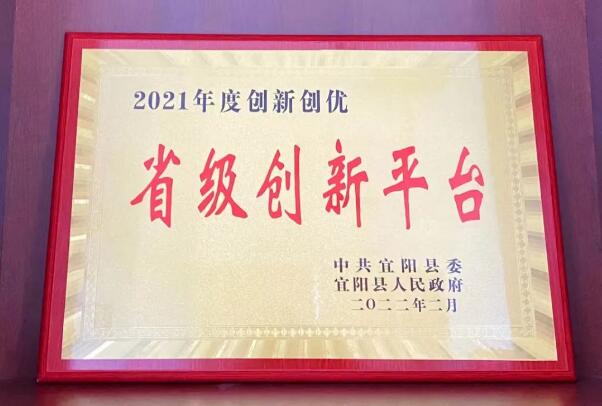 2021年度创新创优
省级创新平台
中共宜阳县委
宜阳县人民政府
二〇二二年二月